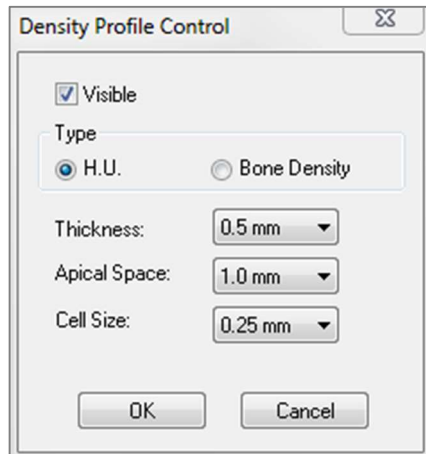 Density Profile Control
Visible
Type
H.U. Bone Density
Thickness: 0.5 mm
Apical Space: 1.0 mm
Cell Size: 0.25 mm
OK Cancel